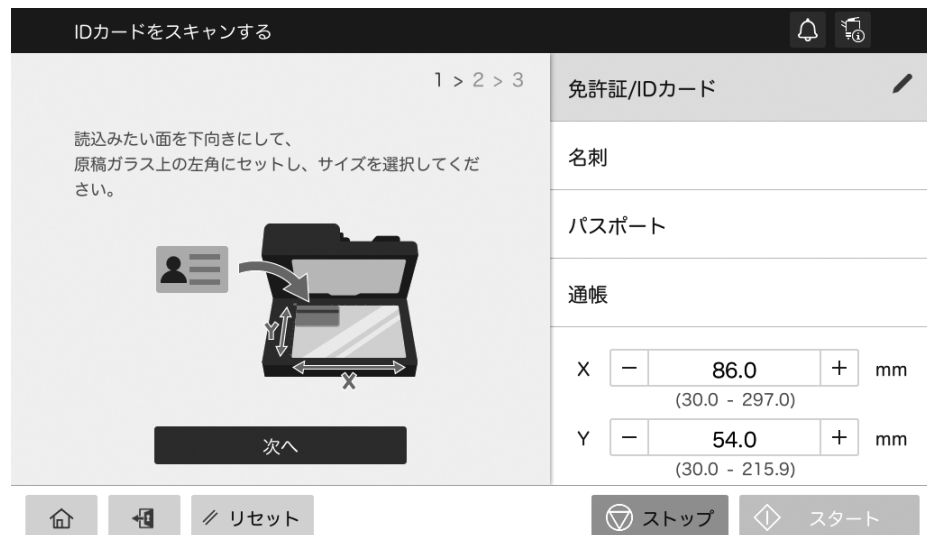 IDカードをスキャンする
1 > 2 > 3
読込みたい面を下向きにして、
原稿ガラス上の左角にセットし、サイズを選択してくだ
さい。
Y
X
次へ
免許証/IDカード
名刺
パスポート
通帳
X － 86.0 ＋ mm
(30.0 - 297.0)
Y － 54.0 ＋ mm
(30.0 - 215.9)
リセット
ストップ
スタート